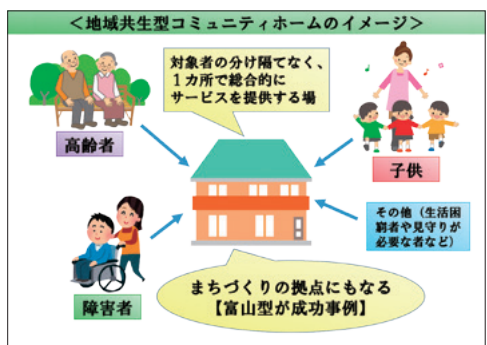 ＜地域共生型コミュニティホームのイメージ＞
対象者の分け隔てなく、
１カ所で総合的に
サービスを提供する場
高齢者
子供
その他（生活困
窮者や見守りが
必要な者など）
障害者
まちづくりの拠点にもなる
【富山型が成功事例】